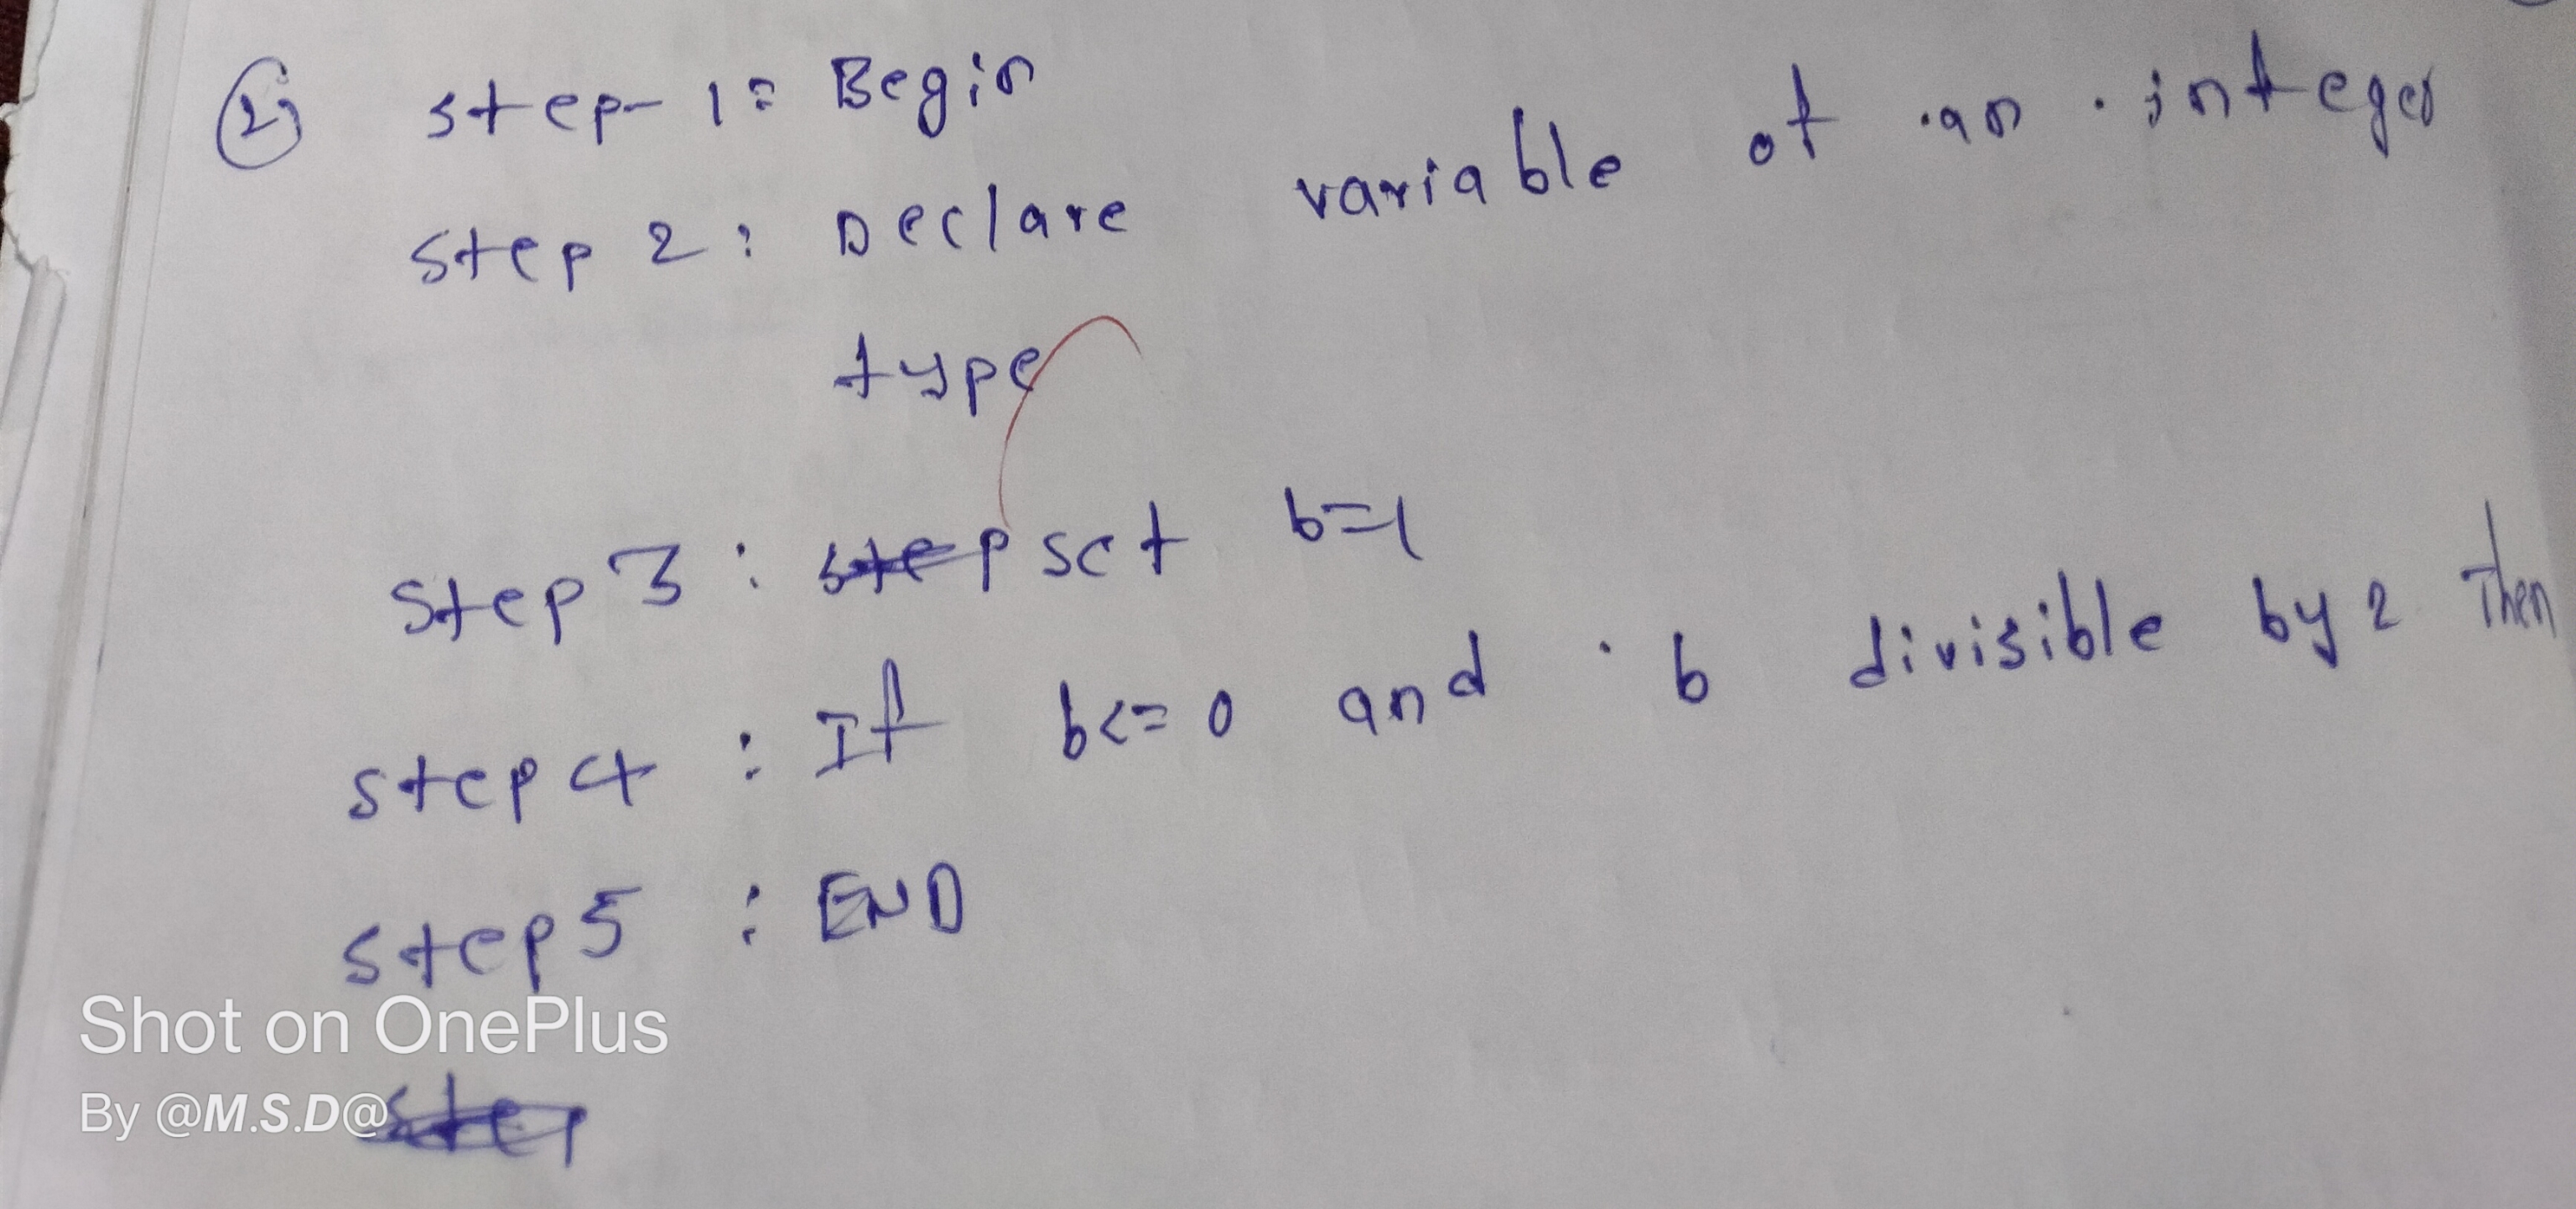 2) step-1: Begin
step 2: Declare variable of an integer
type
step 3: step set b=1
step 4: If b<=0 and b divisible by 2 Then
step 5: END
Shot on OnePlus
By @M.S.D@
step